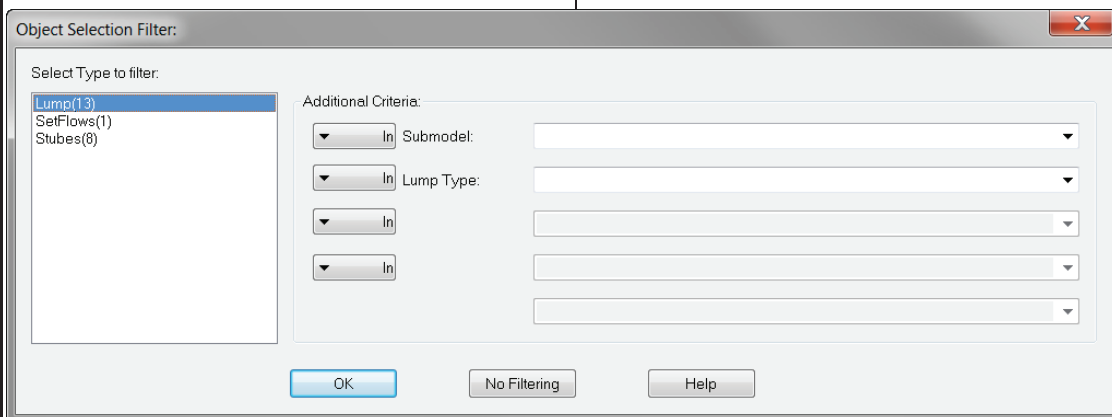 Object Selection Filter:
Select Type to filter:
Lump(13)
SetFlows(1)
Stubes(8)
Additional Criteria:
In Submodel:
In Lump Type:
In
In
OK No Filtering Help